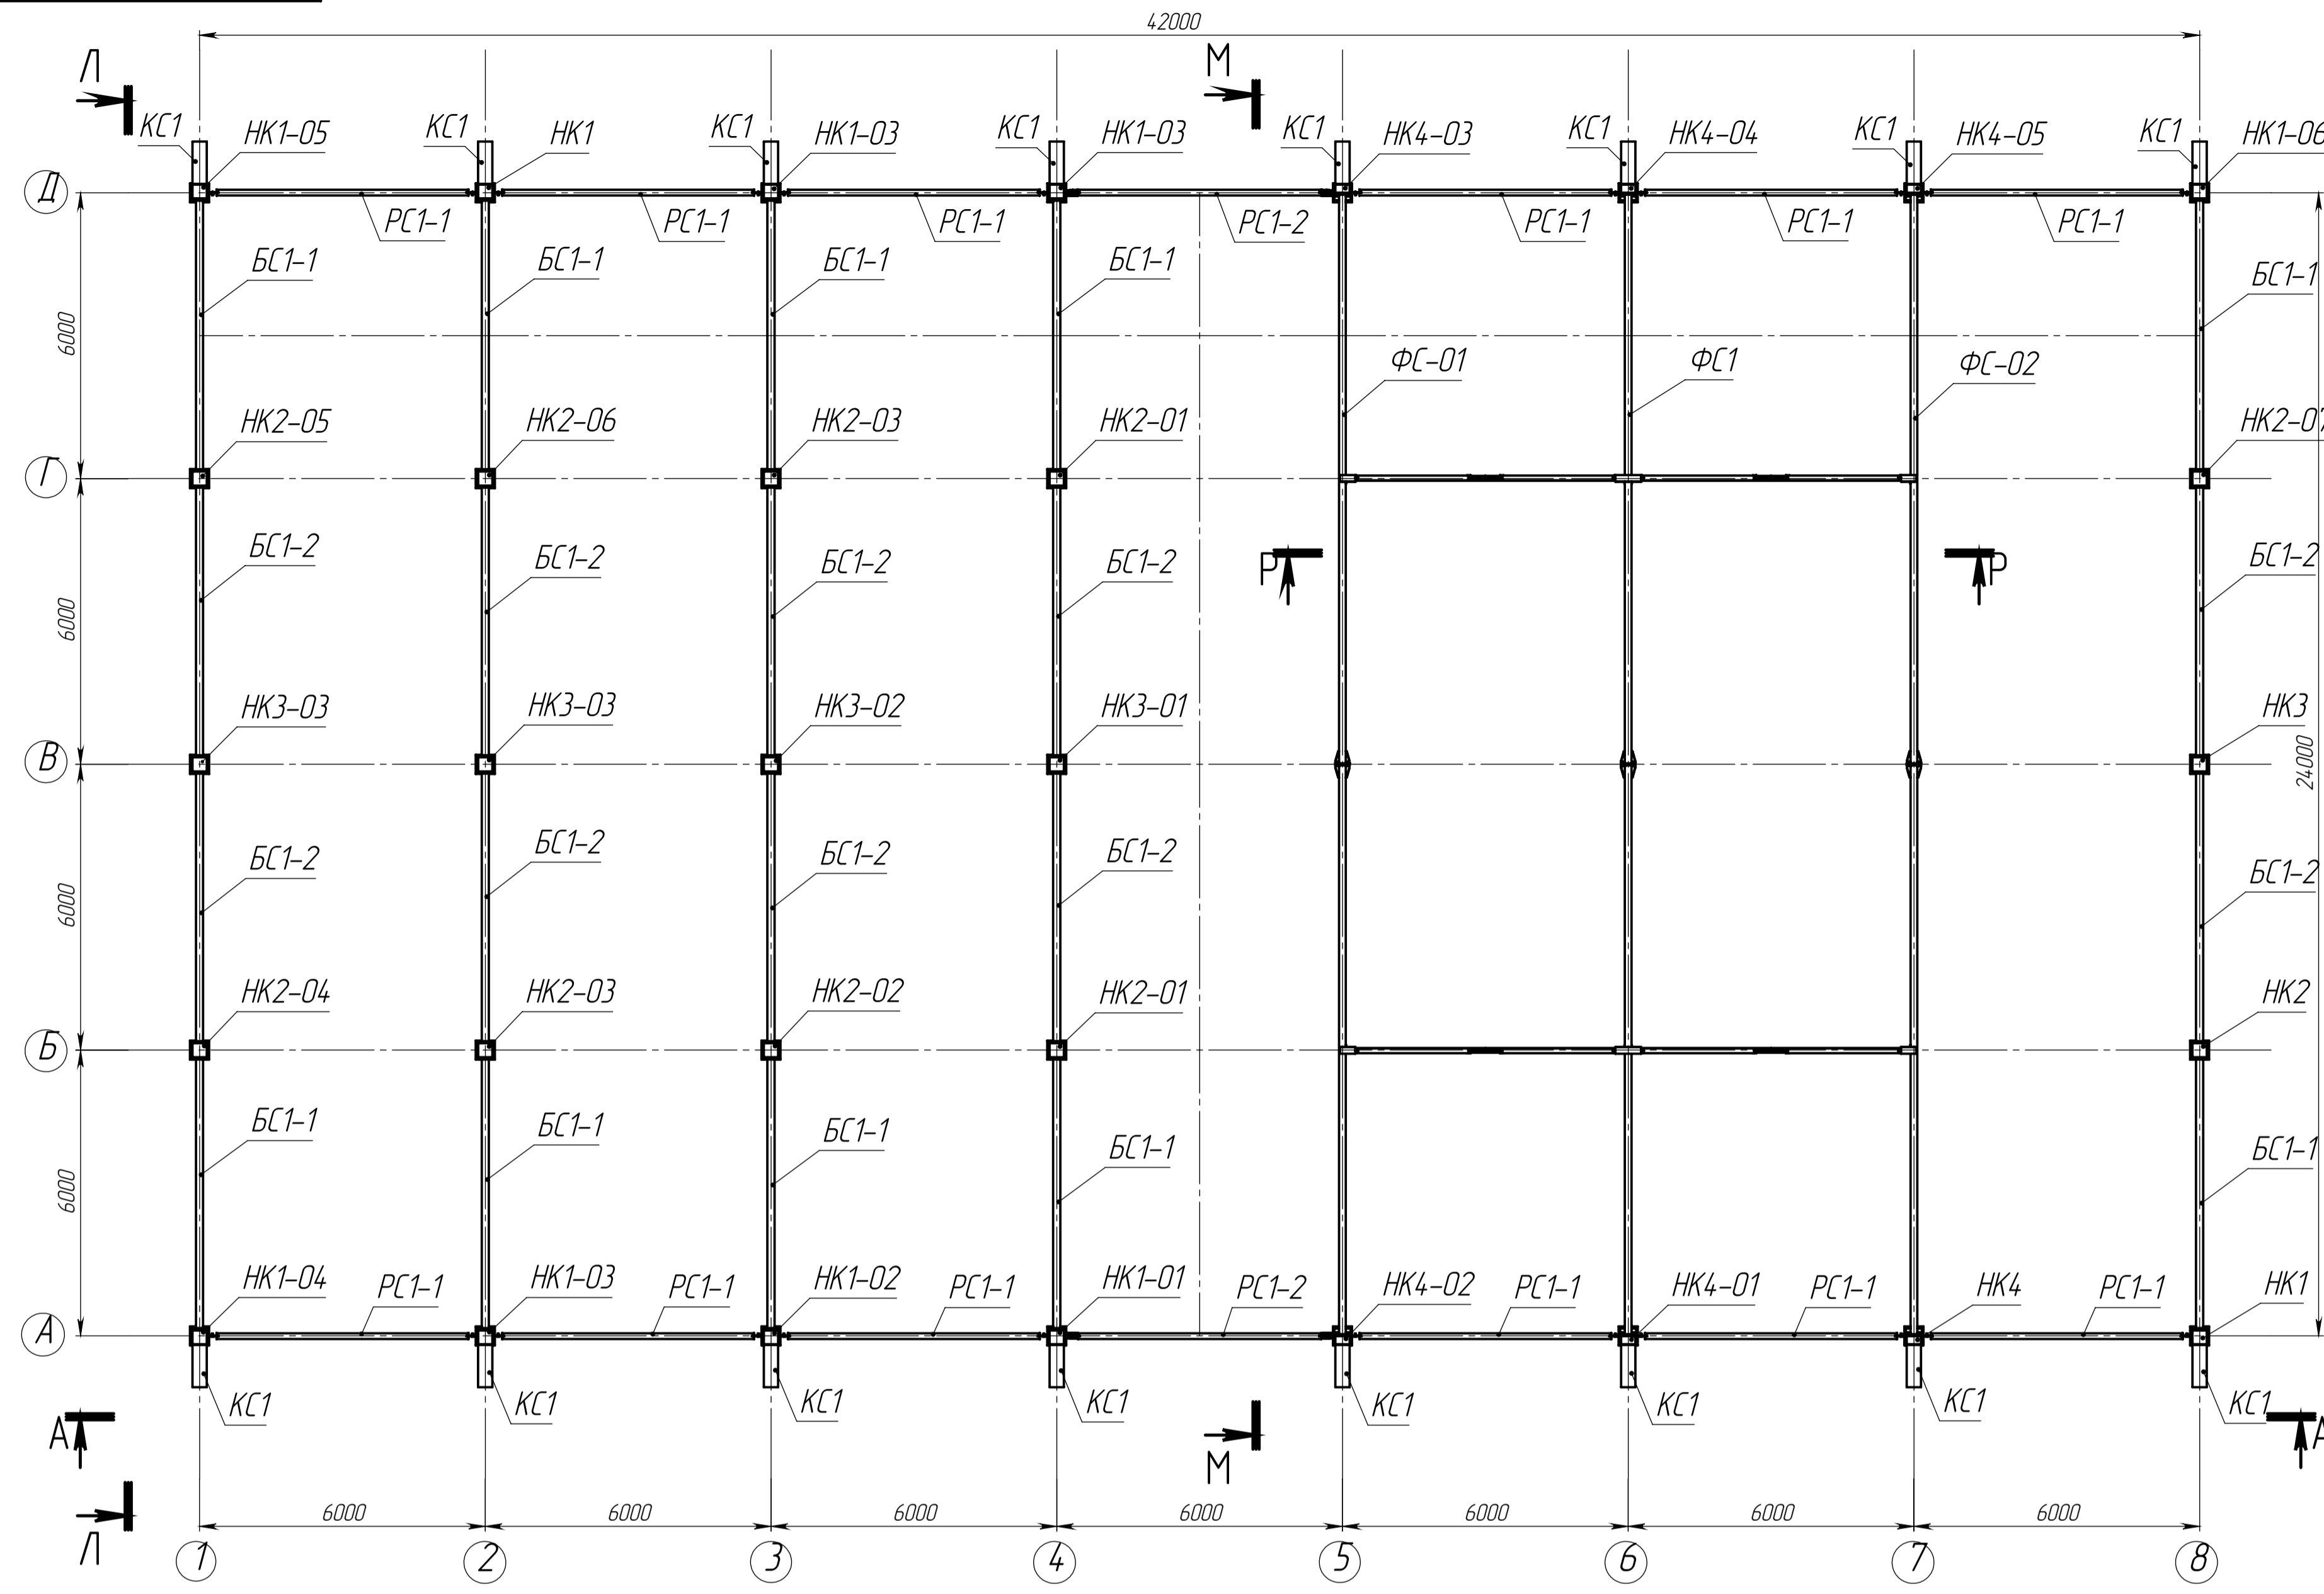 42000
Л М
КС1 НК1-05 КС1 НК1 КС1 НК1-03 КС1 НК1-03 КС1 НК4-03 КС1 НК4-04 КС1 НК4-05 КС1 НК1-06
Д
РС1-1 РС1-1 РС1-1 РС1-2 РС1-1 РС1-1 РС1-1
БС1-1 БС1-1 БС1-1 БС1-1 БС1-1
6000
ФС-01 ФС1 ФС-02
НК2-05 НК2-06 НК2-03 НК2-01 НК2-07
Г
БС1-2 БС1-2 БС1-2 БС1-2 БС1-2
Р Р
6000
НК3-03 НК3-03 НК3-02 НК3-01 НК3
В
24000
БС1-2 БС1-2 БС1-2 БС1-2 БС1-2
6000
НК2-04 НК2-03 НК2-02 НК2-01 НК2
Б
БС1-1 БС1-1 БС1-1 БС1-1 БС1-1
6000
НК1-04 РС1-1 НК1-03 РС1-1 НК1-02 РС1-1 НК1-01 РС1-2 НК4-02 РС1-1 НК4-01 РС1-1 НК4 РС1-1 НК1
А
КС1 КС1 КС1 КС1 КС1 КС1 КС1 КС1
А А
М
6000 6000 6000 6000 6000 6000 6000
Л
1 2 3 4 5 6 7 8